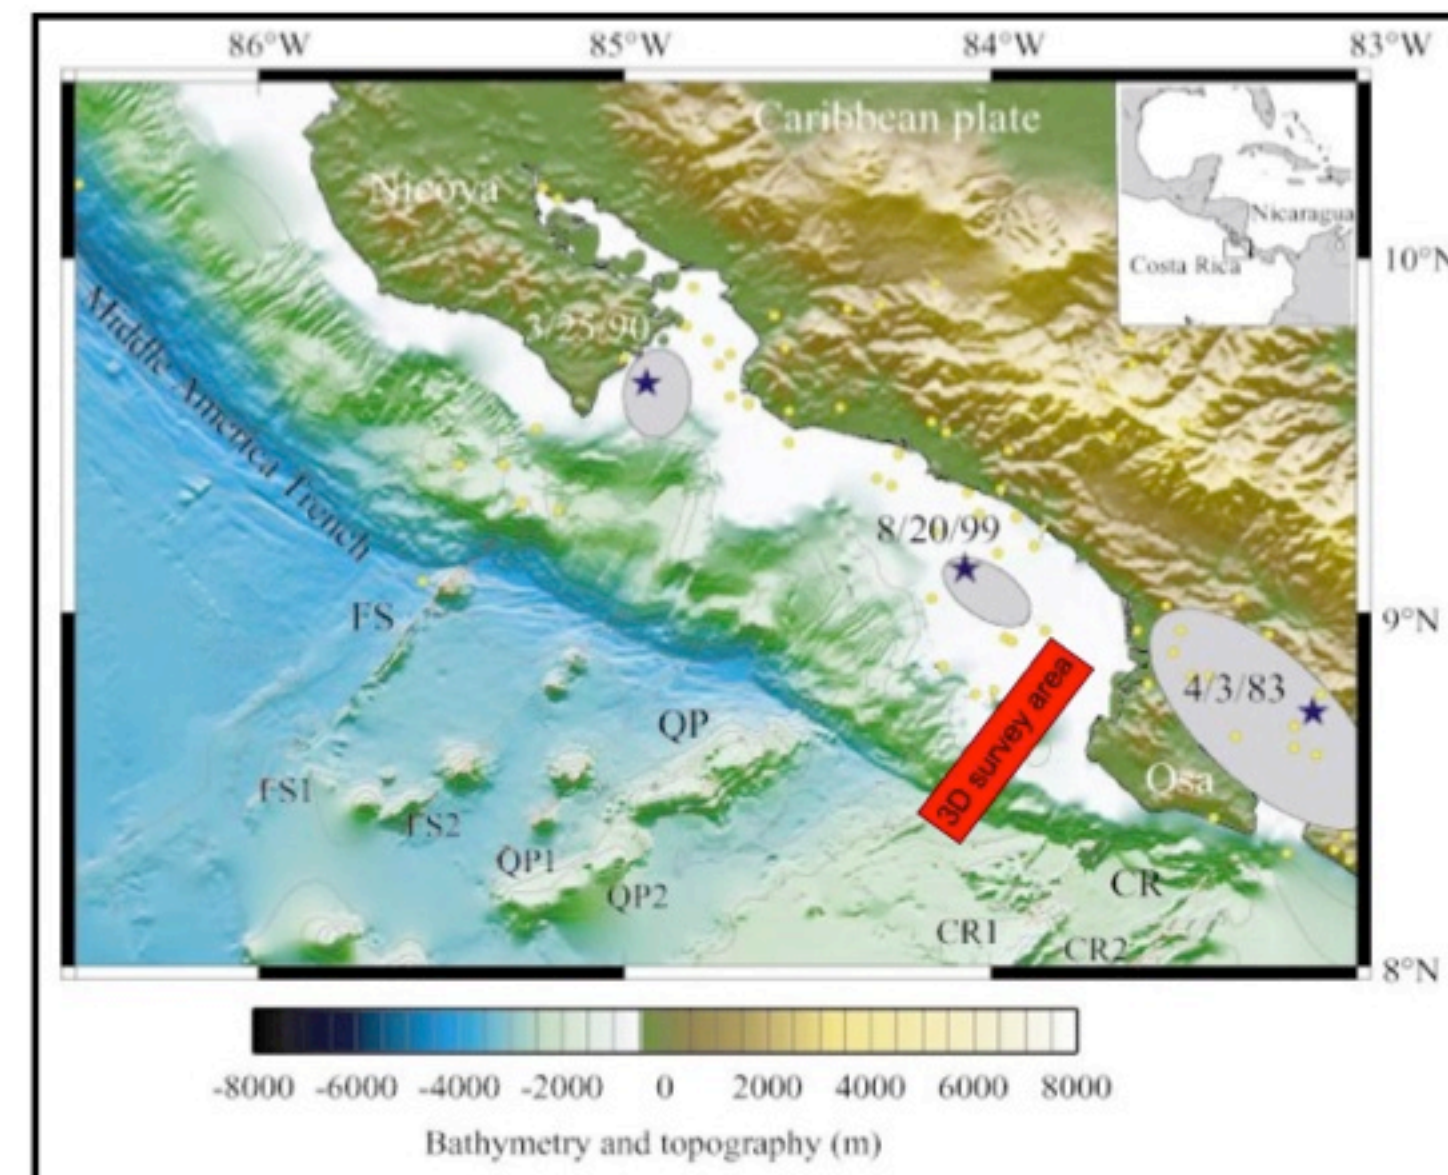 86°W 85°W 84°W 83°W
Caribbean plate
Nicoya
Nicaragua
Costa Rica
10°N
Middle America Trench
3/25/90
8/20/99
FS
9°N
4/3/83
QP
3D survey area
FS1
Osa
FS2
QP1
QP2
CR
CR1
CR2
8°N
-8000 -6000 -4000 -2000 0 2000 4000 6000 8000
Bathymetry and topography (m)